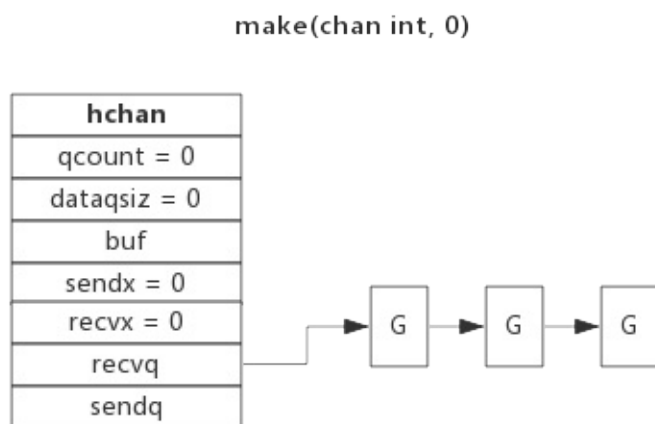 make(chan int, 0)
hchan
qcount = 0
dataqsiz = 0
buf
sendx = 0
recvx = 0
G
G
G
recvq
sendq